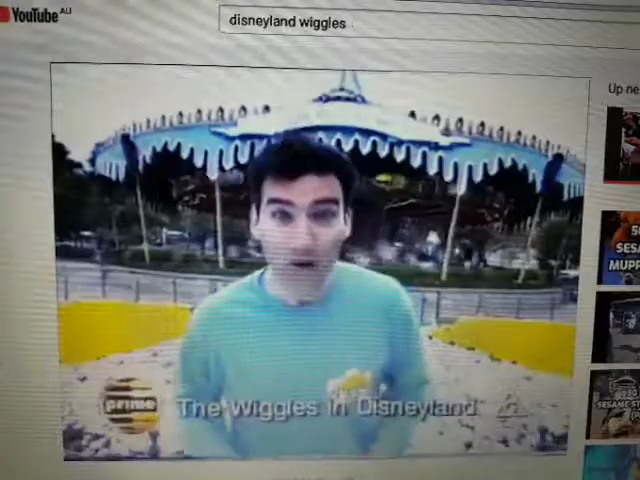 YouTube AU
disneyland wiggles
Up ne
SESA
MUPP
SESAME ST
prime
The Wiggles in Disneyland